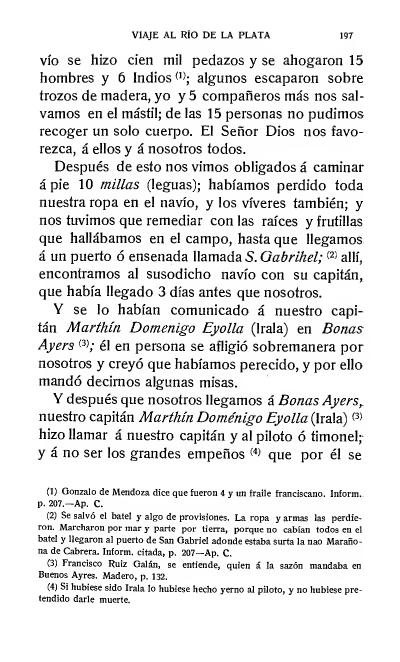 VIAJE AL RÍO DE LA PLATA 197
vío se hizo cien mil pedazos y se ahogaron 15
hombres y 6 Indios (1); algunos escaparon sobre
trozos de madera, yo y 5 compañeros más nos sal-
vamos en el mástil; de las 15 personas no pudimos
recoger un solo cuerpo. El Señor Dios nos favo-
rezca, á ellos y á nosotros todos.
Después de esto nos vimos obligados á caminar
á pie 10 millas (leguas); habíamos perdido toda
nuestra ropa en el navío, y los víveres también; y
nos tuvimos que remediar con las raíces y frutillas
que hallábamos en el campo, hasta que llegamos
á un puerto ó ensenada llamada S. Gabrihel; (2) allí,
encontramos al susodicho navío con su capitán,
que había llegado 3 días antes que nosotros.
Y se lo habían comunicado á nuestro capi-
tán Marthín Domenigo Eyolla (Irala) en Bonas
Ayers (3); él en persona se afligió sobremanera por
nosotros y creyó que habíamos perecido, y por ello
mandó decirnos algunas misas.
Y después que nosotros llegamos á Bonas Ayers,
nuestro capitán Marthín Doménigo Eyolla (Irala) (3)
hizo llamar á nuestro capitán y al piloto ó timonel;
y á no ser los grandes empeños (4) que por él se
(1) Gonzalo de Mendoza dice que fueron 4 y un fraile franciscano. Inform.
p. 207.—Ap. C.
(2) Se salvó el batel y algo de provisiones. La ropa y armas las perdie-
ron. Marcharon por mar y parte por tierra, porque no cabían todos en el
batel y llegaron al puerto de San Gabriel adonde estaba surta la nao Maraño-
na de Cabrera. Inform. citada, p. 207—Ap. C.
(3) Francisco Ruiz Galán, se entiende, quien á la sazón mandaba en
Buenos Ayres. Madero, p. 132.
(4) Si hubiese sido Irala lo hubiese hecho yerno al piloto, y no hubiese pre-
tendido darle muerte.